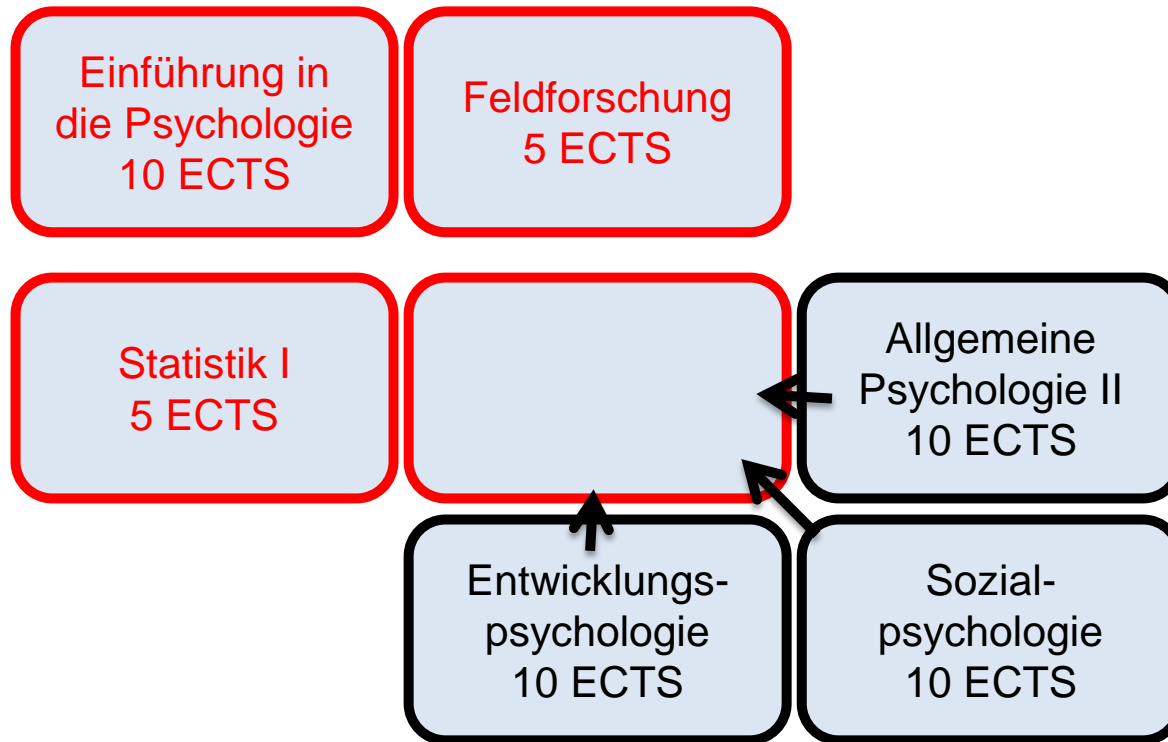 Einführung in
die Psychologie
10 ECTS
Feldforschung
5 ECTS
Statistik I
5 ECTS
Allgemeine
Psychologie II
10 ECTS
Entwicklungs-
psychologie
10 ECTS
Sozial-
psychologie
10 ECTS